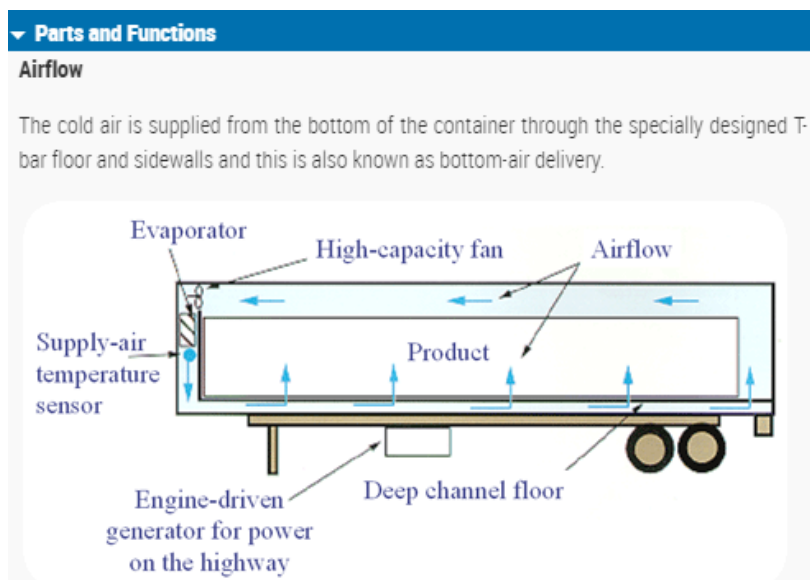 Parts and Functions
Airflow
The cold air is supplied from the bottom of the container through the specially designed T-
bar floor and sidewalls and this is also known as bottom-air delivery.
Evaporator
High-capacity fan
Airflow
Supply-air
temperature
sensor
Product
Engine-driven
generator for power
on the highway
Deep channel floor